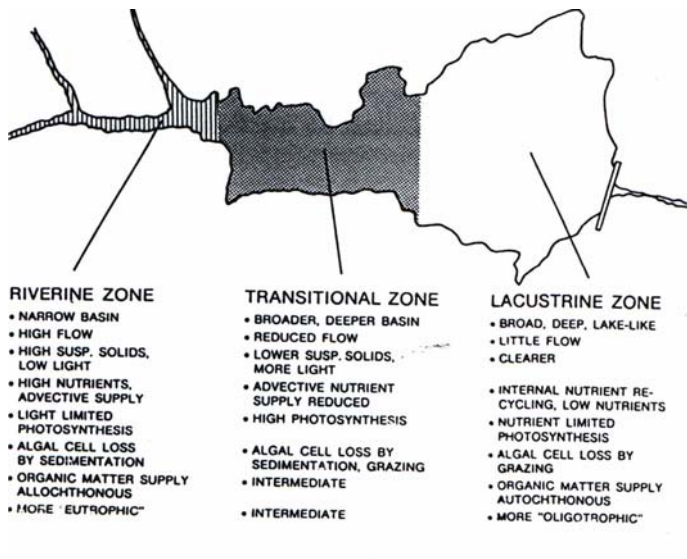 RIVERINE ZONE
• NARROW BASIN
• HIGH FLOW
• HIGH SUSP. SOLIDS,
LOW LIGHT
• HIGH NUTRIENTS,
ADVECTIVE SUPPLY
• LIGHT LIMITED
PHOTOSYNTHESIS
• ALGAL CELL LOSS
BY SEDIMENTATION
• ORGANIC MATTER SUPPLY
ALLOCHTHONOUS
• MORE "EUTROPHIC"
TRANSITIONAL ZONE
• BROADER, DEEPER BASIN
• REDUCED FLOW
• LOWER SUSP. SOLIDS,
MORE LIGHT
• ADVECTIVE NUTRIENT
SUPPLY REDUCED
• HIGH PHOTOSYNTHESIS
• ALGAL CELL LOSS BY
SEDIMENTATION, GRAZING
• INTERMEDIATE
• INTERMEDIATE
LACUSTRINE ZONE
• BROAD, DEEP, LAKE-LIKE
• LITTLE FLOW
• CLEARER
• INTERNAL NUTRIENT RE-
CYCLING, LOW NUTRIENTS
• NUTRIENT LIMITED
PHOTOSYNTHESIS
• ALGAL CELL LOSS BY
GRAZING
• ORGANIC MATTER SUPPLY
AUTOCHTHONOUS
• MORE "OLIGOTROPHIC"